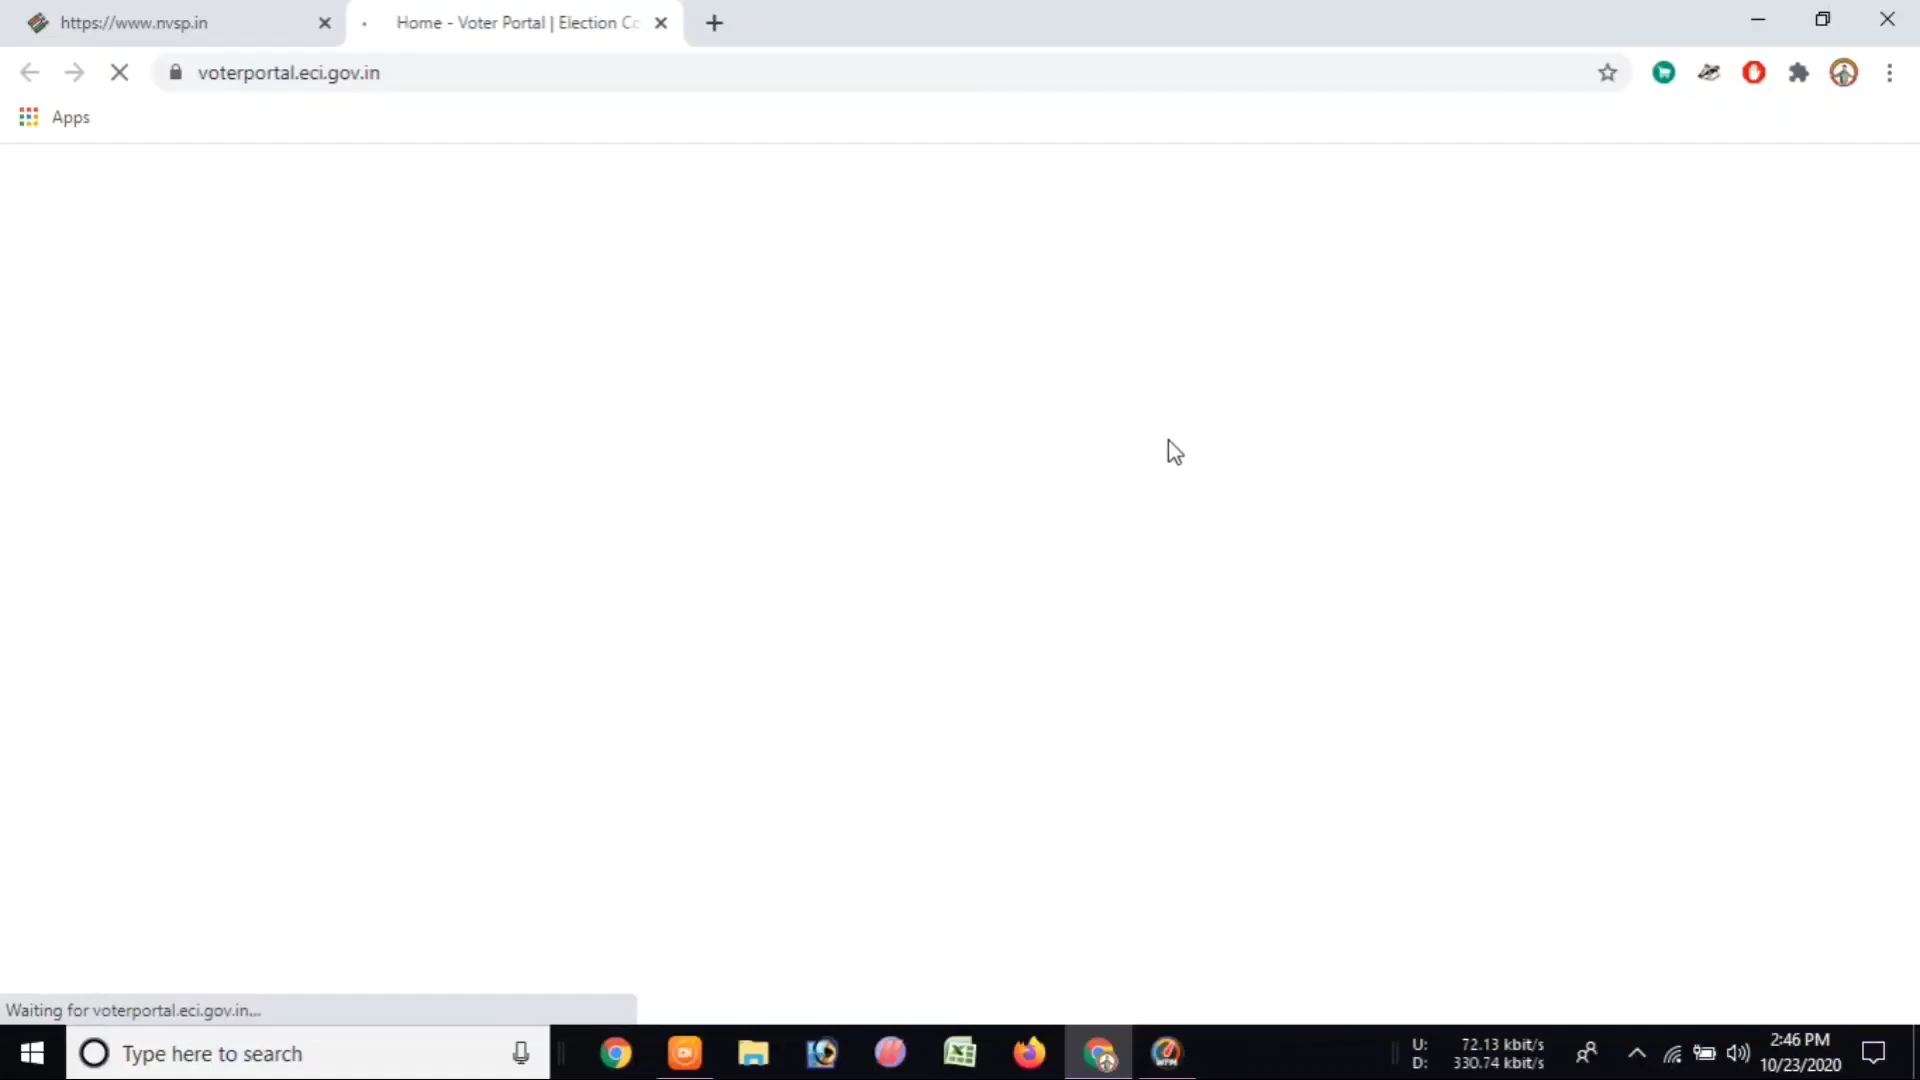 https://www.nvsp.in
Home - Voter Portal | Election Co
voterportal.eci.gov.in
Apps
Waiting for voterportal.eci.gov.in...
Type here to search
U: 72.13 kbit/s
D: 330.74 kbit/s
2:46 PM
10/23/2020